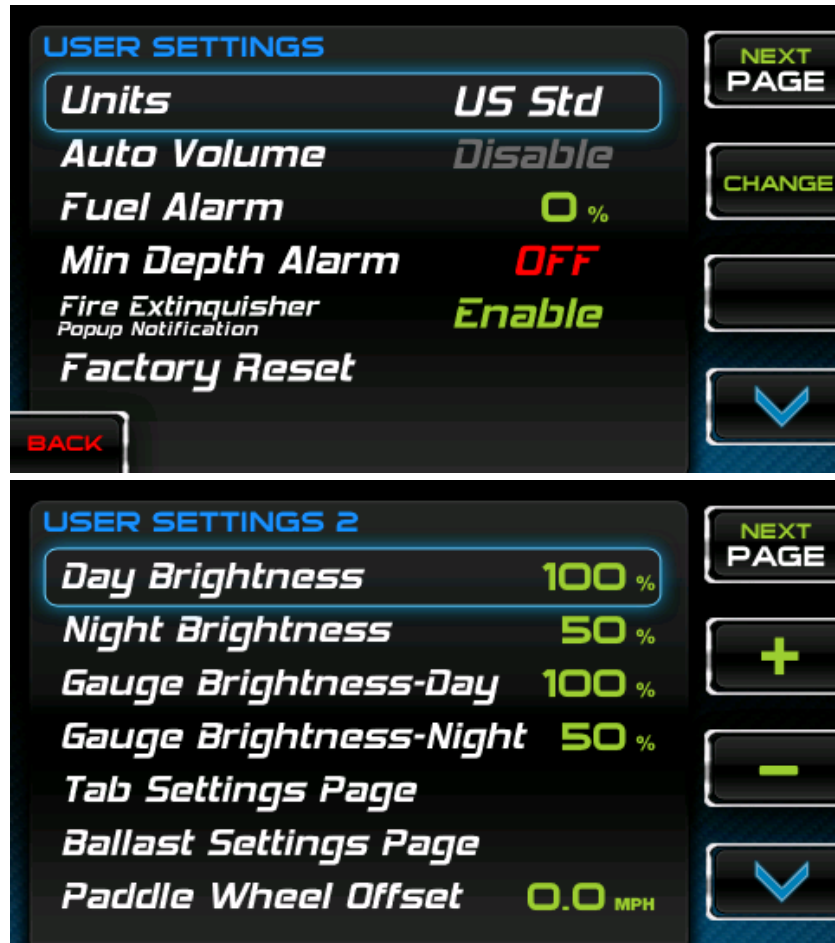 USER SETTINGS
NEXT PAGE
Units US Std
Auto Volume Disable
CHANGE
Fuel Alarm 0 %
Min Depth Alarm OFF
Fire Extinquisher Enable
Popup Notification
Factory Reset
BACK
USER SETTINGS 2
NEXT PAGE
Day Brightness 100 %
Night Brightness 50 %
+
Gauge Brightness-Day 100 %
Gauge Brightness-Night 50 %
-
Tab Settings Page
Ballast Settings Page
Paddle Wheel Offset 0.0 MPH